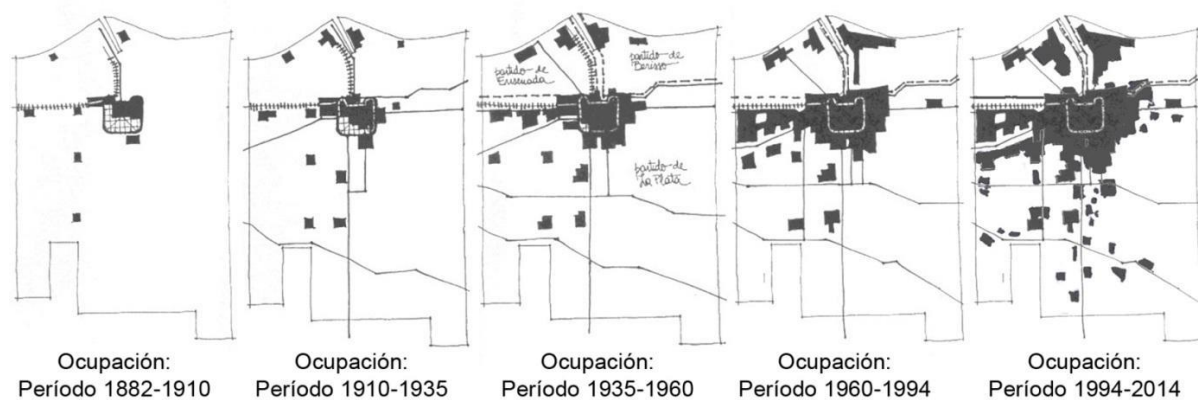 partido de
Ensenada
partido de
Berisso
partido de
La Plata
Ocupación:
Período 1882-1910
Ocupación:
Período 1910-1935
Ocupación:
Período 1935-1960
Ocupación:
Período 1960-1994
Ocupación:
Período 1994-2014